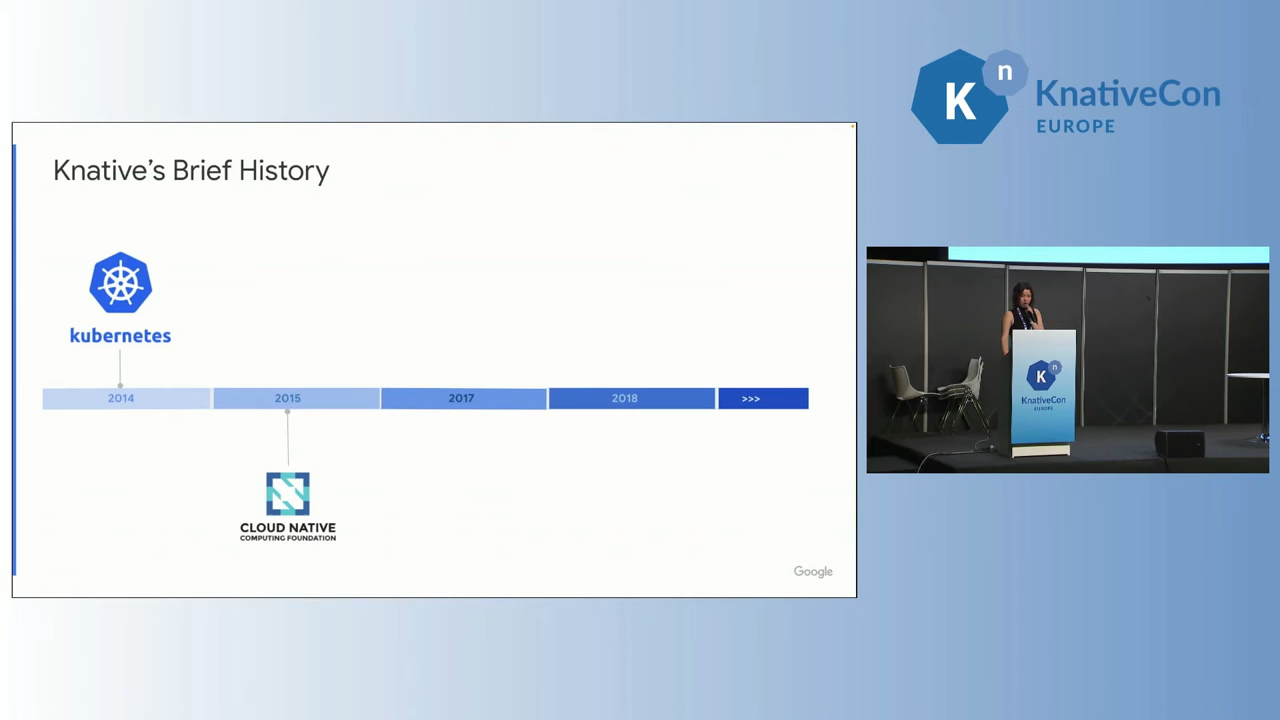 K
n
KnativeCon
EUROPE
Knative's Brief History
kubernetes
2014
2015
2017
2018
>>>
CLOUD NATIVE
COMPUTING FOUNDATION
Google
K
n
KnativeCon
EUROPE